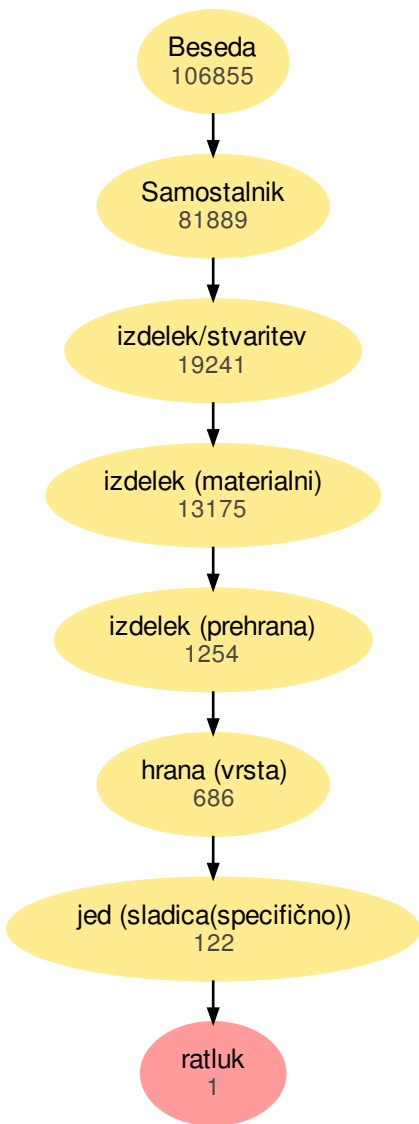 Beseda
106855
Samostalnik
81889
izdelek/stvaritev
19241
izdelek (materialni)
13175
izdelek (prehrana)
1254
hrana (vrsta)
686
jed (sladica(specifično))
122
ratluk
1